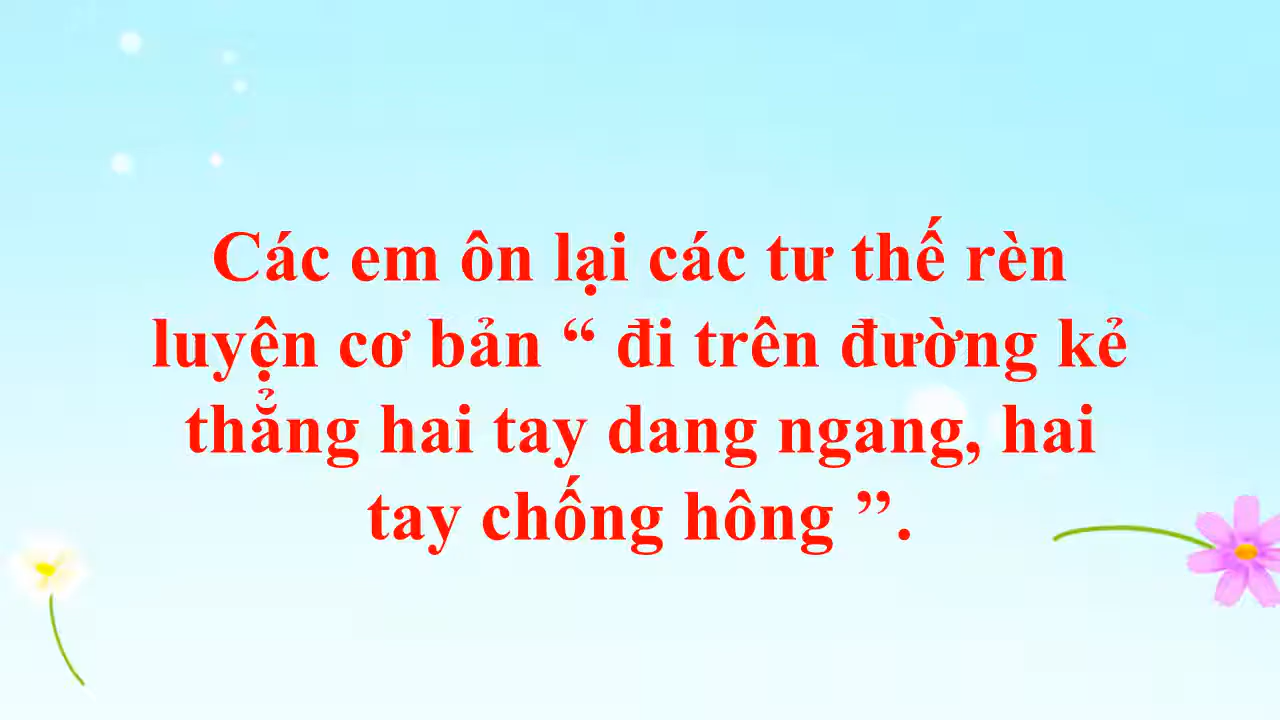 Các em ôn lại các tư thế rèn
luyện cơ bản “ đi trên đường kẻ
thẳng hai tay dang ngang, hai
tay chống hông ”.